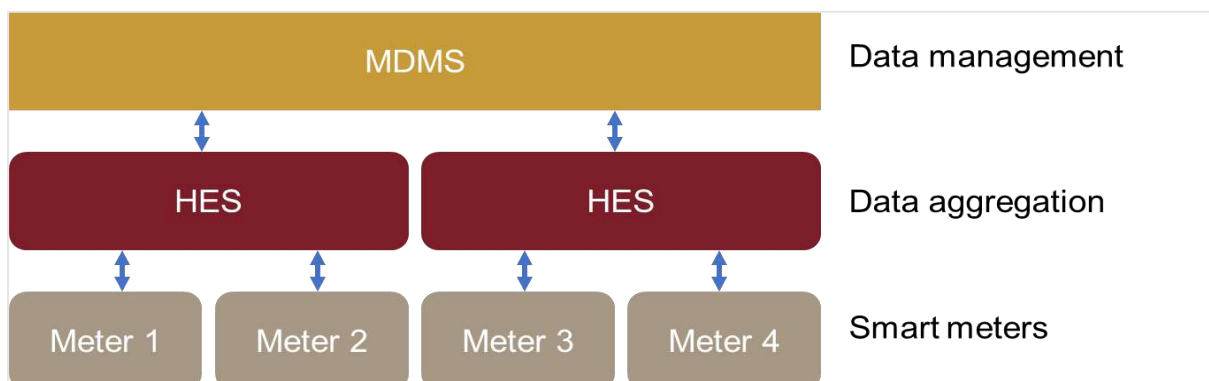 MDMS
Data management
HES
HES
Data aggregation
Meter 1
Meter 2
Meter 3
Meter 4
Smart meters